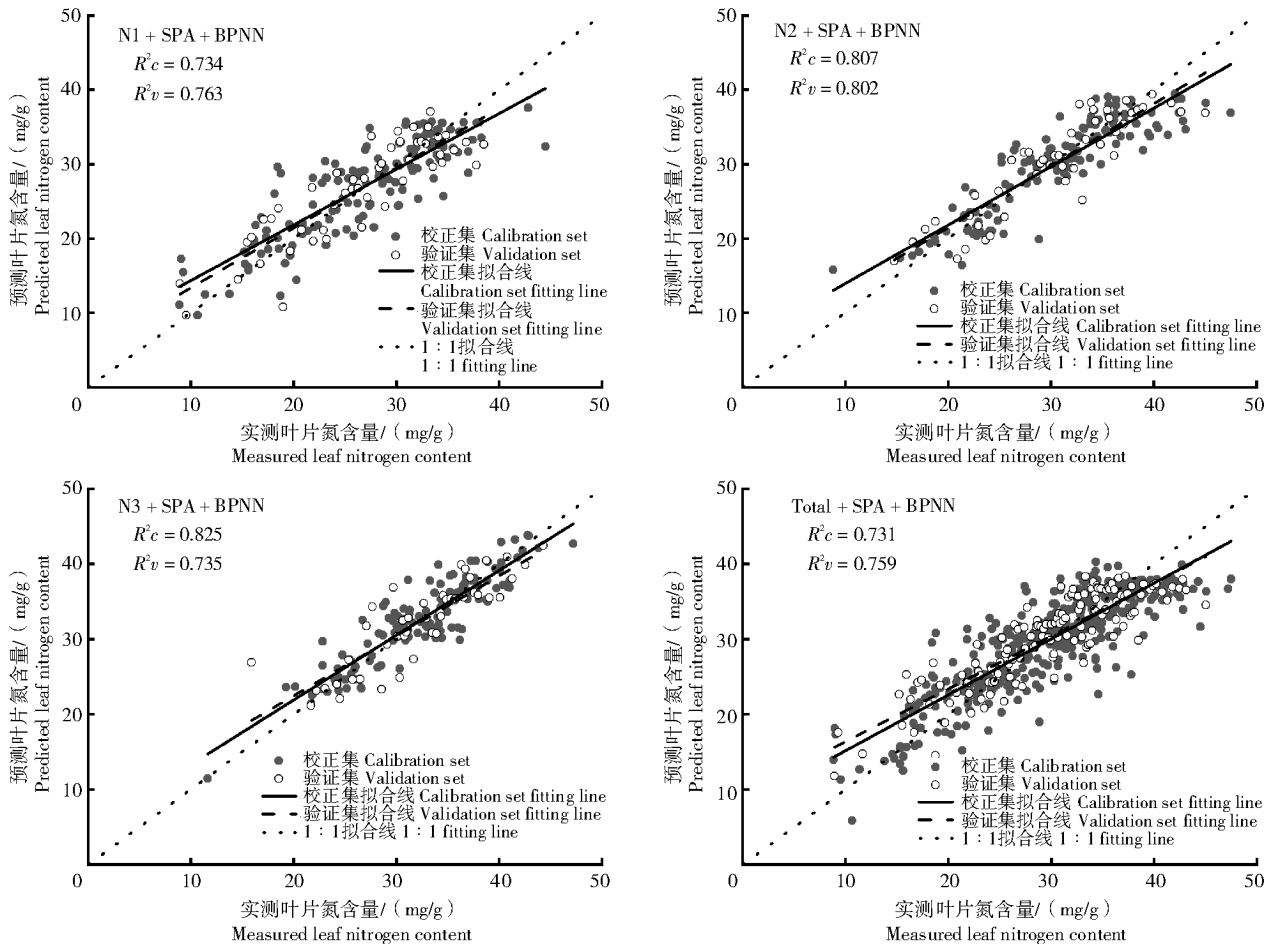 N1 + SPA + BPNN
R²c = 0.734
R²v = 0.763
50
40
30
20
10
0
10
20
30
40
50
预测叶片氮含量/（mg/g）
Predicted leaf nitrogen content
校正集 Calibration set
验证集 Validation set
校正集拟合线
Calibration set fitting line
验证集拟合线
Validation set fitting line
1∶1拟合线
1∶1 fitting line
实测叶片氮含量/（mg/g）
Measured leaf nitrogen content
N2 + SPA + BPNN
R²c = 0.807
R²v = 0.802
50
40
30
20
10
0
10
20
30
40
50
预测叶片氮含量/（mg/g）
Predicted leaf nitrogen content
校正集 Calibration set
验证集 Validation set
校正集拟合线 Calibration set fitting line
验证集拟合线 Validation set fitting line
1∶1拟合线 1∶1 fitting line
实测叶片氮含量/（mg/g）
Measured leaf nitrogen content
N3 + SPA + BPNN
R²c = 0.825
R²v = 0.735
50
40
30
20
10
0
10
20
30
40
50
预测叶片氮含量/（mg/g）
Predicted leaf nitrogen content
校正集 Calibration set
验证集 Validation set
校正集拟合线 Calibration set fitting line
验证集拟合线 Validation set fitting line
1∶1拟合线 1∶1 fitting line
实测叶片氮含量/（mg/g）
Measured leaf nitrogen content
Total + SPA + BPNN
R²c = 0.731
R²v = 0.759
50
40
30
20
10
0
10
20
30
40
50
预测叶片氮含量/（mg/g）
Predicted leaf nitrogen content
校正集 Calibration set
验证集 Validation set
校正集拟合线 Calibration set fitting line
验证集拟合线 Validation set fitting line
1∶1拟合线 1∶1 fitting line
实测叶片氮含量/（mg/g）
Measured leaf nitrogen content